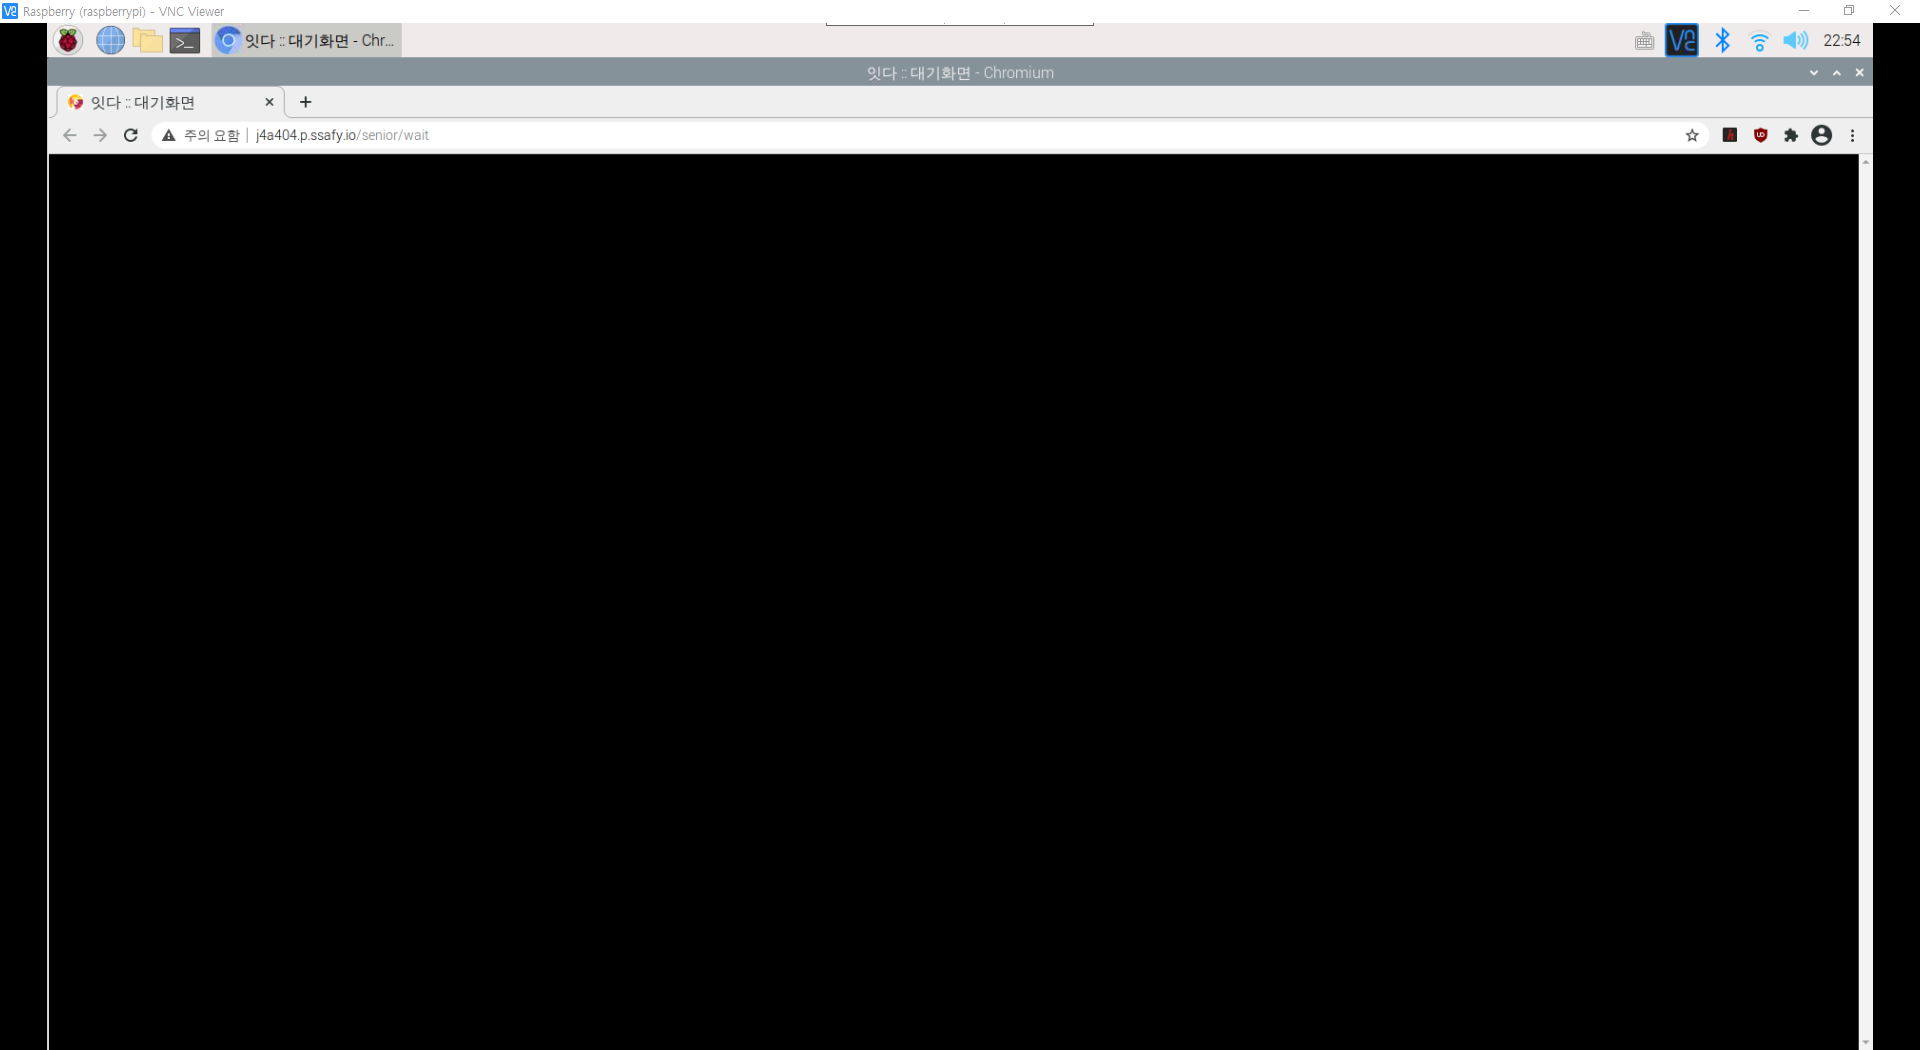 Raspberry (raspberrypi) - VNC Viewer
잇다 :: 대기화면 - Chr...
22:54
잇다 :: 대기화면 - Chromium
잇다 :: 대기화면
주의 요함 j4a404.p.ssafy.io/senior/wait